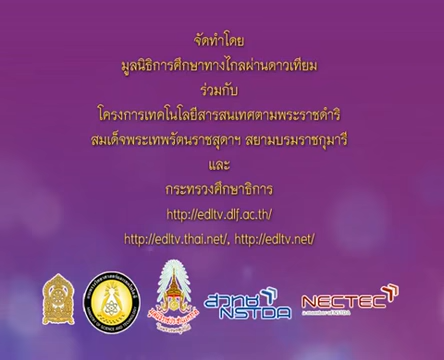 จัดทำโดย
มูลนิธิการศึกษาทางไกลผ่านดาวเทียม
ร่วมกับ
โครงการเทคโนโลยีสารสนเทศตามพระราชดำริ
สมเด็จพระเทพรัตนราชสุดาฯ สยามบรมราชกุมารี
และ
กระทรวงศึกษาธิการ
http://edltv.dlf.ac.th/
http://edltv.thai.net/, http://edltv.net/
สวทช
NSTDA
NECTEC